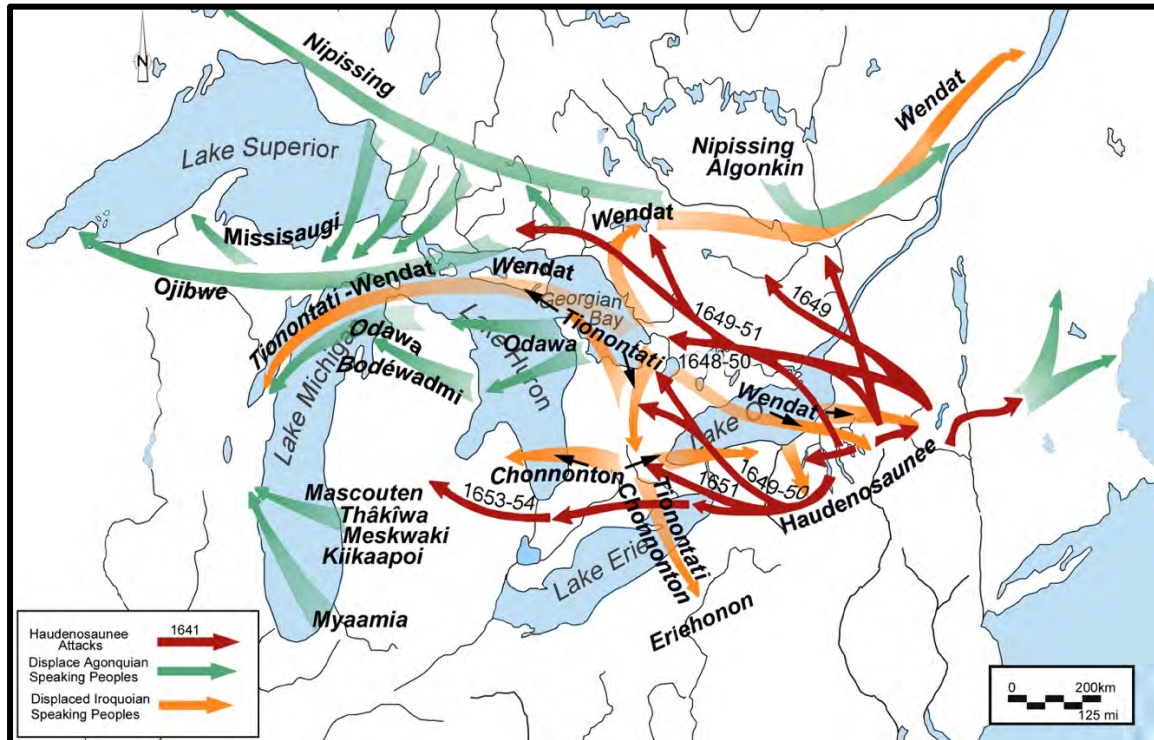 N
Nipissing
Lake Superior
Wendat
Nipissing
Algonkin
Wendat
Missisaugi
Ojibwe
Tionontati -Wendat
Wendat
Georgian
Bay
Tionontati
1649-51
1649
1648-50
Odawa
Bodéwadmi
Odawa
Lake Huron
Lake Michigan
Wendat
Lake O
Haudenosaunee
Chonnonton
1653-54
1651
1649-50
Tionontati
Chonnonton
Lake Erie
Eriehonon
Mascouten
Thâkîwa
Meskwaki
Kiikaapoi
Myaamia
Haudenosaunee
Attacks
1641
Displace Agonquian
Speaking Peoples
Displaced Iroquoian
Speaking Peoples
0 200km
125 mi